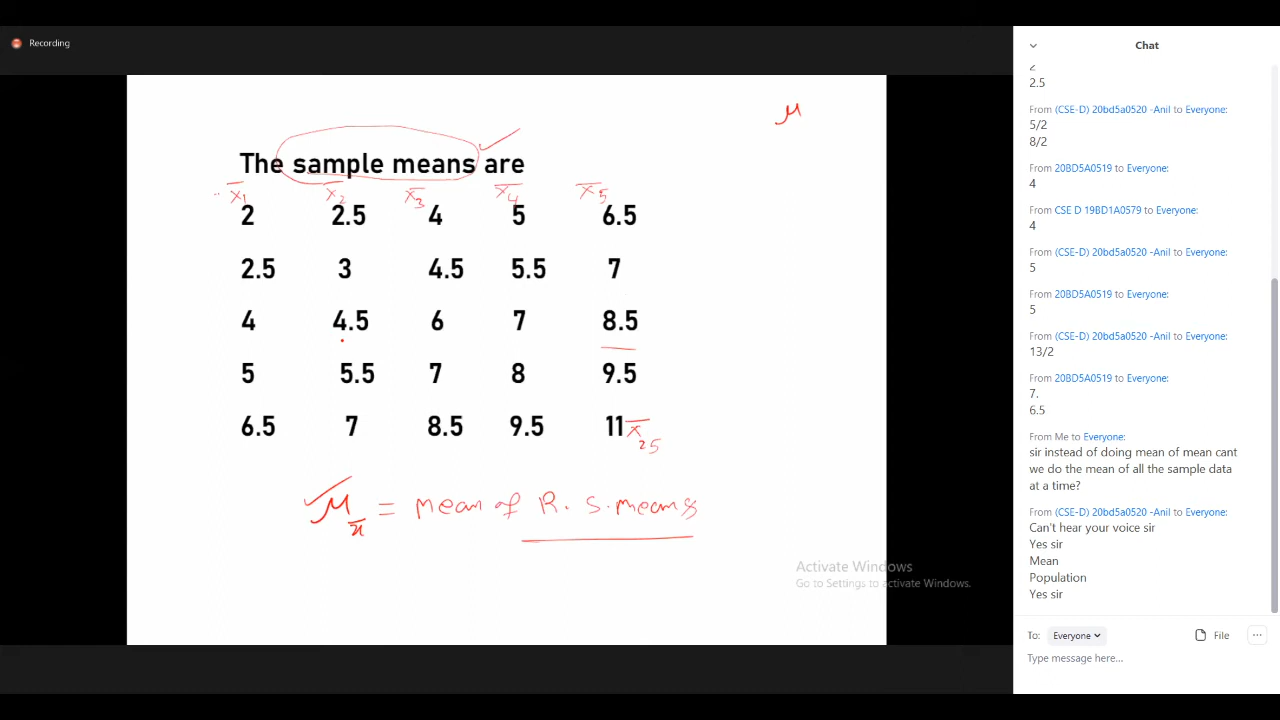 Recording
μ
The sample means are
x̄1 x̄2 x̄3 x̄4 x̄5
2 2.5 4 5 6.5
2.5 3 4.5 5.5 7
4 4.5 6 7 8.5
5 5.5 7 8 9.5
6.5 7 8.5 9.5 11 x̄25
μx̄ = mean of R. S. means
Activate Windows
Go to Settings to activate Windows.
Chat
2.5
From (CSE-D) 20bd5a0520 -Anil to Everyone:
5/2
8/2
From 20BD5A0519 to Everyone:
4
From CSE D 19BD1A0579 to Everyone:
4
From (CSE-D) 20bd5a0520 -Anil to Everyone:
5
From 20BD5A0519 to Everyone:
5
From (CSE-D) 20bd5a0520 -Anil to Everyone:
13/2
From 20BD5A0519 to Everyone:
7.
6.5
From Me to Everyone:
sir instead of doing mean of mean cant
we do the mean of all the sample data
at a time?
From (CSE-D) 20bd5a0520 -Anil to Everyone:
Can't hear your voice sir
Yes sir
Mean
Population
Yes sir
To: Everyone File ...
Type message here...